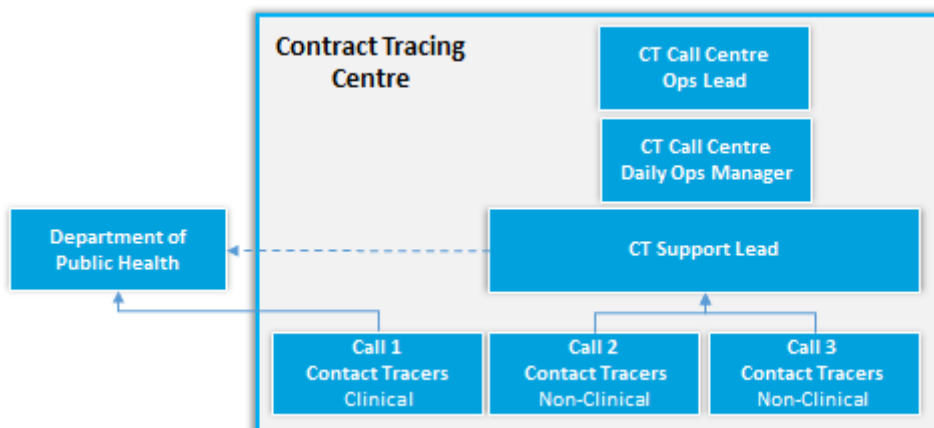 Contract Tracing
Centre
CT Call Centre
Ops Lead
CT Call Centre
Daily Ops Manager
Department of
Public Health
CT Support Lead
Call 1
Contact Tracers
Clinical
Call 2
Contact Tracers
Non-Clinical
Call 3
Contact Tracers
Non-Clinical